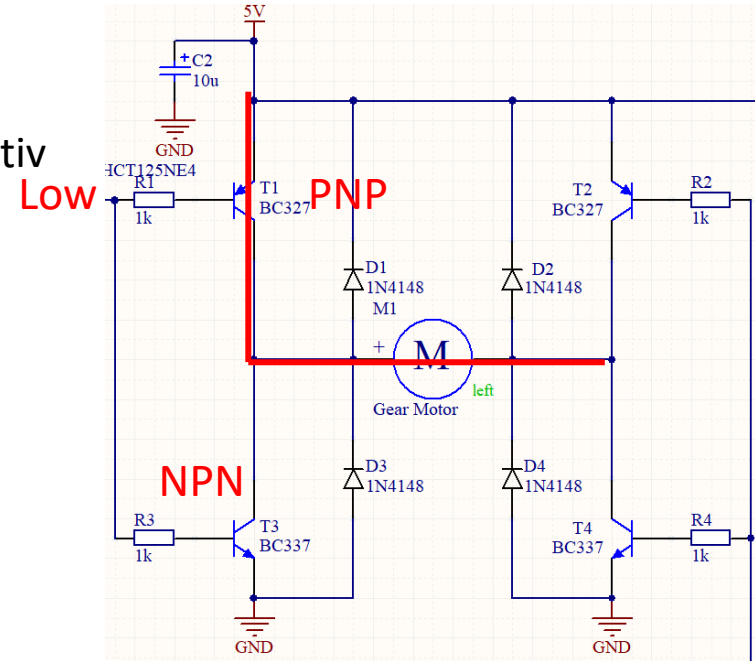 5V
+ C2
10u
GND
tiv
HCT125NE4
Low
R1
1k
T1
BC327
PNP
T2
BC327
R2
1k
D1
1N4148
D2
1N4148
M1
+
M
left
Gear Motor
NPN
D3
1N4148
D4
1N4148
R3
1k
T3
BC337
T4
BC337
R4
1k
GND
GND